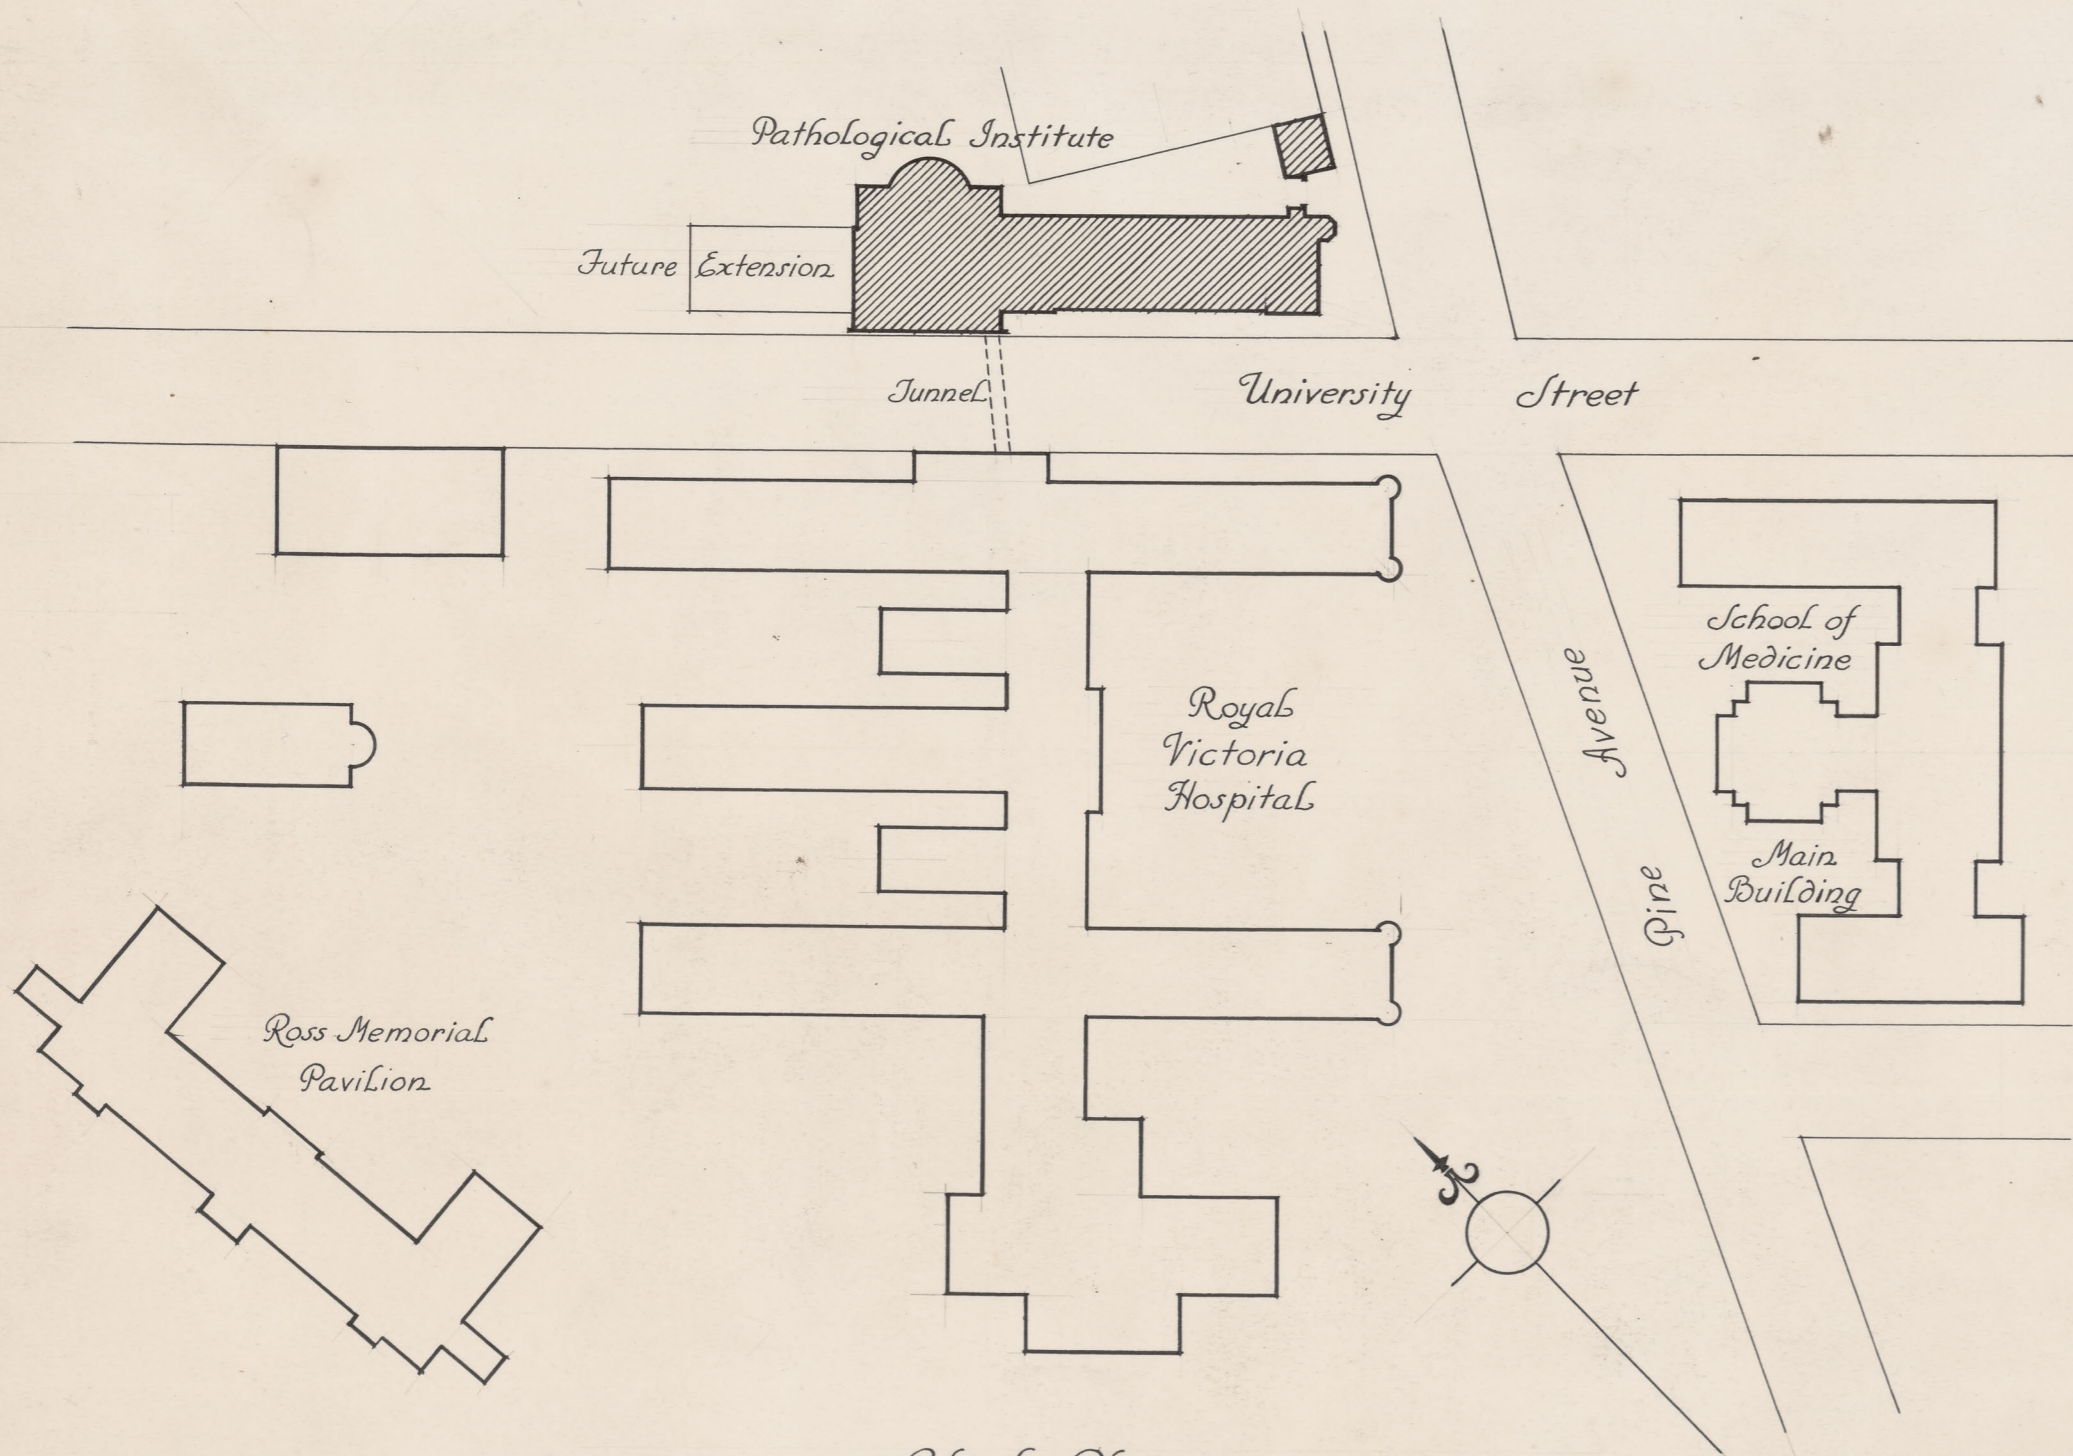 Pathological Institute
Future Extension
Tunnel
University Street
School of
Medicine
Royal
Victoria
Hospital
Pine Avenue
Main
Building
Ross Memorial
Pavilion